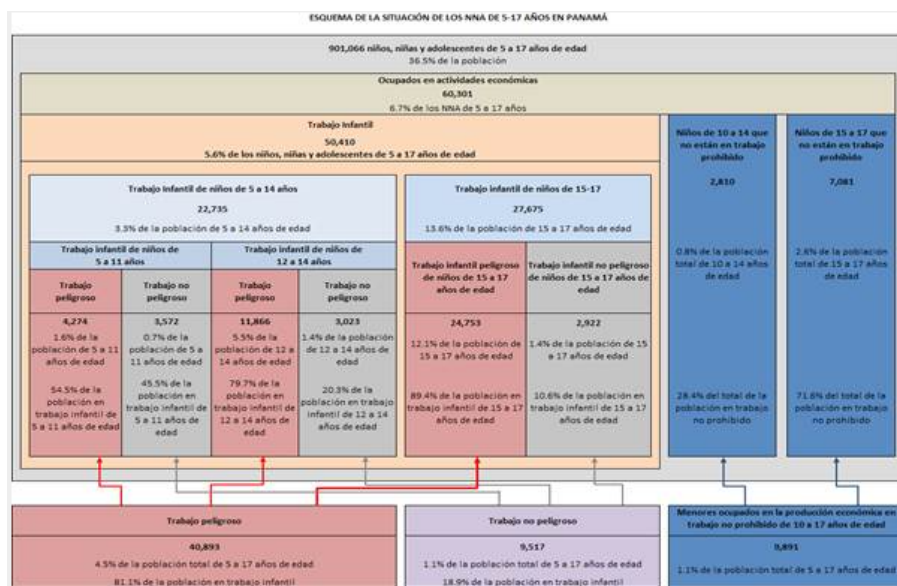 ESQUEMA DE LA SITUACIÓN DE LOS NNA DE 5-17 AÑOS EN PANAMÁ
901,066 niños, niñas y adolescentes de 5 a 17 años de edad
36.5% de la población
Ocupados en actividades económicas
60,301
6.7% de los NNA de 5 a 17 años
Trabajo Infantil
50,410
5.6% de los niños, niñas y adolescentes de 5 a 17 años de edad
Trabajo Infantil de niños de 5 a 14 años
22,735
3.3% de la población de 5 a 14 años de edad
Trabajo infantil de niños de
5 a 11 años
Trabajo
peligroso
4,274
1.6% de la
población de 5 a 11
años de edad
54.5% de la
población en
trabajo infantil de
5 a 11 años de edad
Trabajo no
peligroso
3,572
0.7% de la
población de 5 a
11 años de edad
45.5% de la
población en
trabajo infantil de
5 a 11 años de
edad
Trabajo infantil de niños de
12 a 14 años
Trabajo
peligroso
11,866
5.5% de la
población de 12 a
14 años de edad
79.7% de la
población en
trabajo infantil de
12 a 14 años de
edad
Trabajo no
peligroso
3,023
1.4% de la población
de 12 a 14 años de
edad
20.3% de la
población en trabajo
infantil de 12 a 14
años de edad
Trabajo infantil de niños de 15-17
27,675
13.6% de la población de 15 a 17 años de edad
Trabajo infantil peligroso
de niños de 15 a 17
años de edad
24,753
12.1% de la población de
15 a 17 años de edad
89.4% de la población en
trabajo infantil de 15 a 17
años de edad
Trabajo infantil no peligroso
de niños de 15 a 17 años de
edad
2,922
1.4% de la población de 15
a 17 años de edad
10.6% de la población en
trabajo infantil de 15 a 17
años de edad
Niños de 10 a 14 que
no están en trabajo
prohibido
2,810
0.8% de la población
total de 10 a 14 años
de edad
28.4% del total de la
población en trabajo
no prohibido
Niños de 15 a 17 que
no están en trabajo
prohibido
7,081
2.6% de la población
total de 15 a 17 años
de edad
71.6% del total de la
población en trabajo
no prohibido
Trabajo peligroso
40,893
4.5% de la población total de 5 a 17 años de edad
81.1% de la población en trabajo infantil
Trabajo no peligroso
9,517
1.1% de la población total de 5 a 17 años de edad
18.9% de la población en trabajo infantil
Menores ocupados en la producción económica en
trabajo no prohibido de 10 a 17 años de edad
9,891
1.1% de la población total de 5 a 17 años de edad